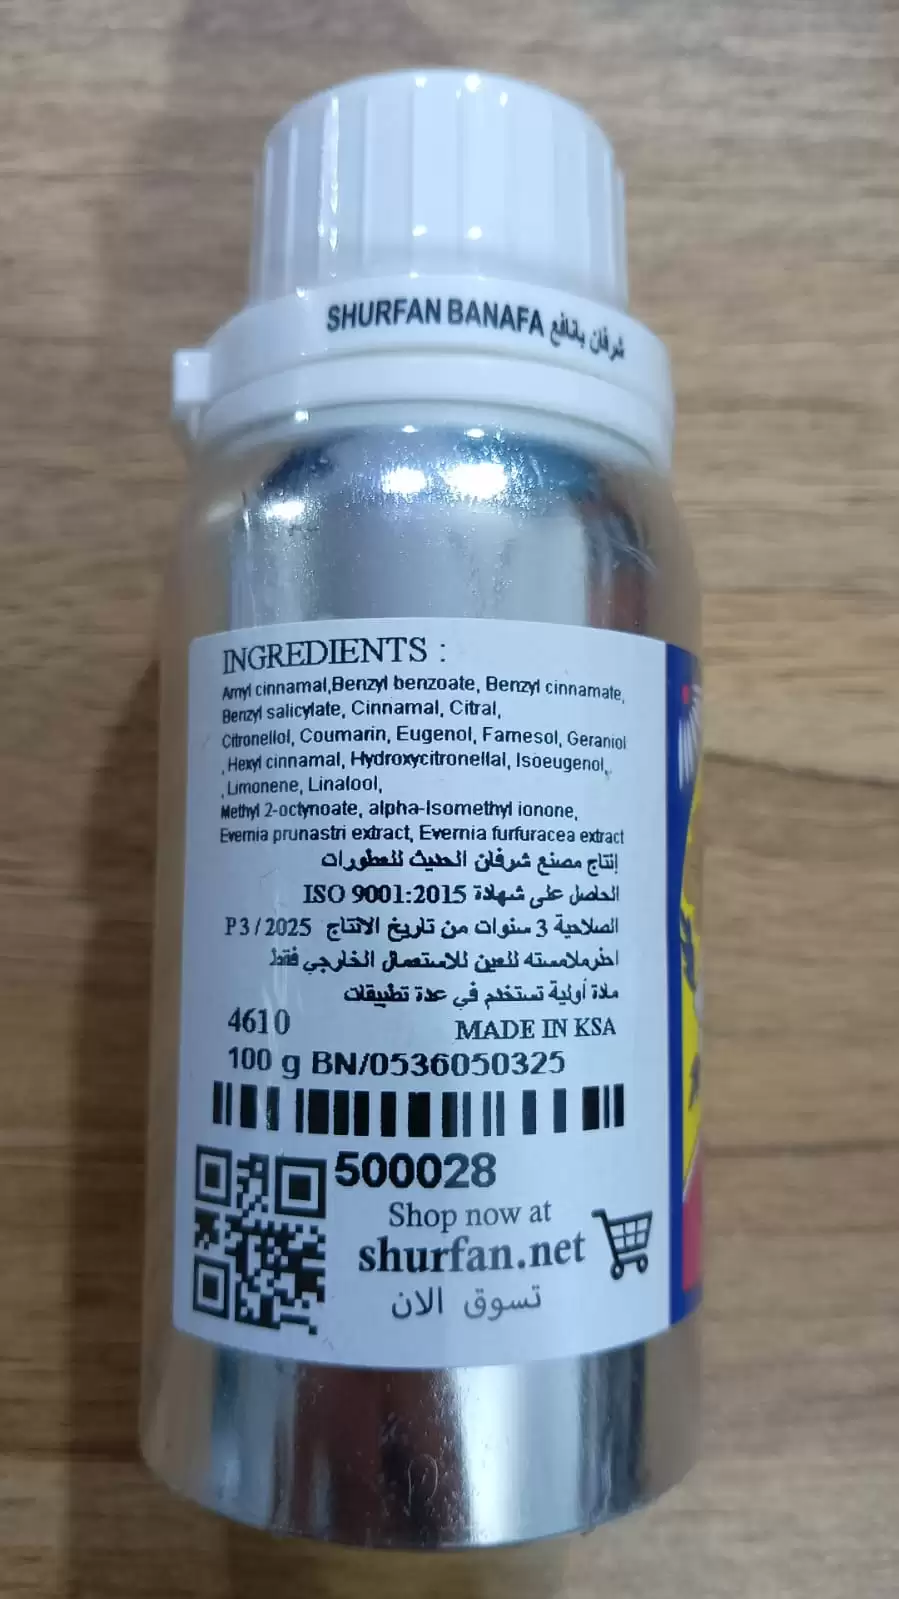 SHURFAN BANAFA شرفان بانافع
INGREDIENTS :
Amyl cinnamal,Benzyl benzoate, Benzyl cinnamate,
Benzyl salicylate, Cinnamal, Citral,
Citronellol, Coumarin, Eugenol, Farnesol, Geraniol
, Hexyl cinnamal, Hydroxycitronellal, Isoeugenol,
, Limonene, Linalool,
Methyl 2-octynoate, alpha-Isomethyl ionone,
Evernia prunastri extract, Evernia furfuracea extract
إنتاج مصنع شرفان الحديث للعطورات
الحاصل على شهادة ISO 9001:2015
الصلاحية 3 سنوات من تاريخ الانتاج P3/2025
احذرملامسته للعين للاستعمال الخارجي فقط
مادة أولية تستخدم في عدة تطبيقات
4610 MADE IN KSA
100 g BN/0536050325
500028
Shop now at
shurfan.net
تسوق الان